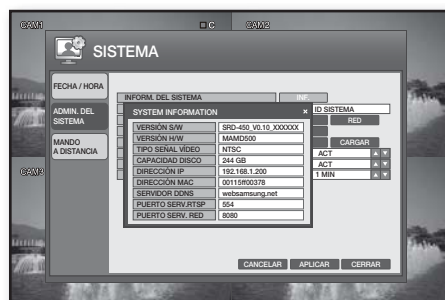 CAM1
C
CAM2
SISTEMA
FECHA / HORA
ADMIN. DEL
SISTEMA
MANDO
A DISTANCIA
INFORM. DEL SISTEMA
INF.
ID SISTEMA
RED
CARGAR
ACT
ACT
1 MIN
SYSTEM INFORMATION
×
VERSIÓN S/W SRD-450_V0.10_XXXXXX
VERSIÓN H/W MAMD500
TIPO SEÑAL VÍDEO NTSC
CAPACIDAD DISCO 244 GB
DIRECCIÓN IP 192.168.1.200
DIRECCIÓN MAC 00115ff00378
SERVIDOR DDNS websamsung.net
PUERTO SERV.RTSP 554
PUERTO SERV. RED 8080
CAM3
CANCELAR APLICAR CERRAR